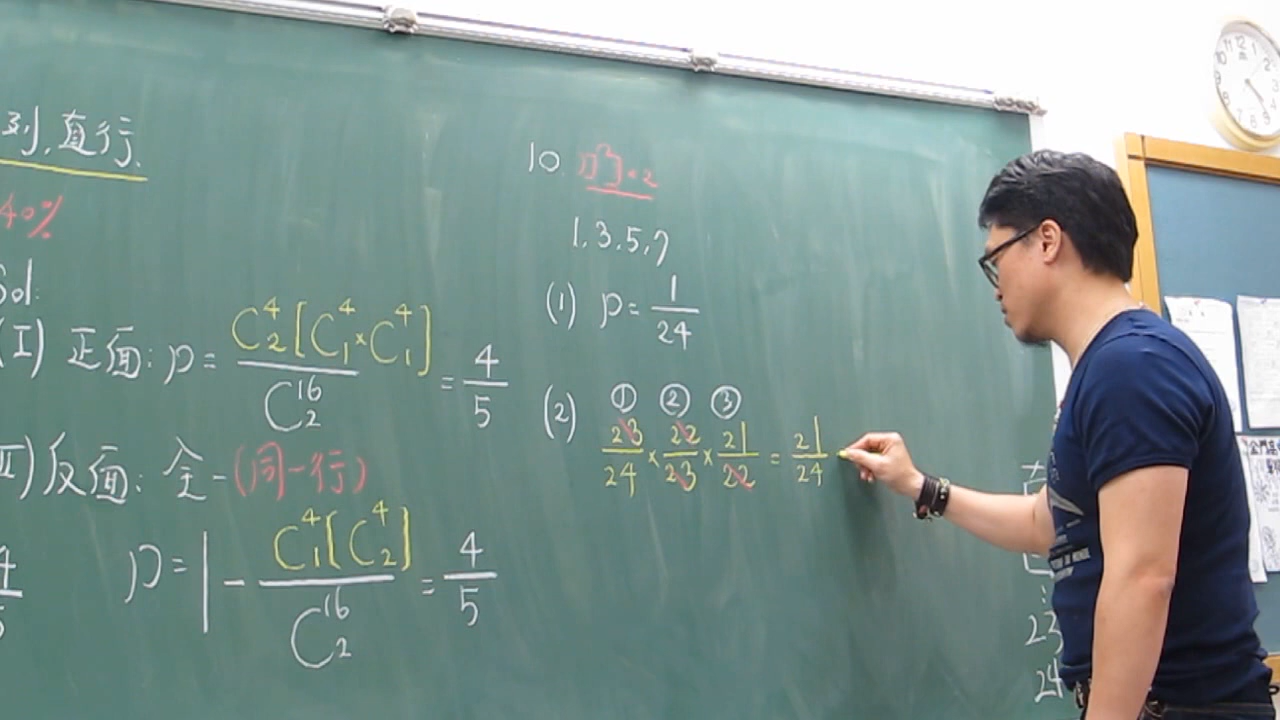 列,直行.
40%
Sol.
(I) 正面: P = C⁴₂[C⁴₁×C⁴₁] / C¹⁶₂ = 4/5
(II) 反面: 全-(同一行)
4/5
P = 1 - C⁴₁[C⁴₂] / C¹⁶₂ = 4/5
10.
1,3,5,7
(1) P = 1/24
(2) ① ② ③
23/24 × 22/23 × 21/22 = 21/24
23
24